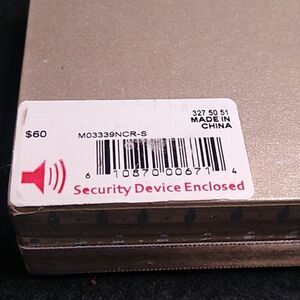 327 50 51
MADE IN
CHINA
$60
M03339NCR-S
6 10570 00671 4
Security Device Enclosed